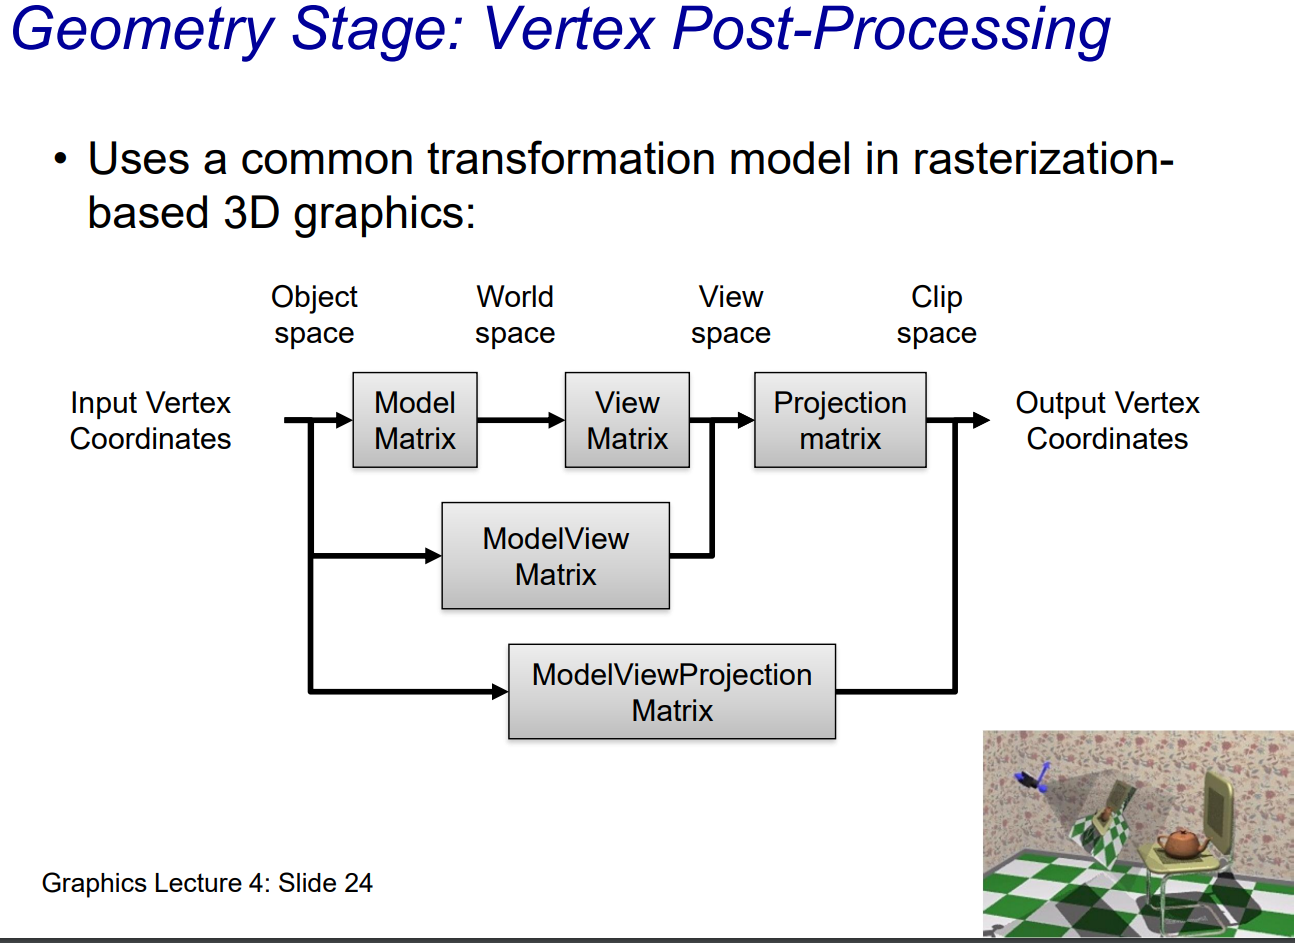 Geometry Stage: Vertex Post-Processing
• Uses a common transformation model in rasterization-
based 3D graphics:
Object
space
World
space
View
space
Clip
space
Input Vertex
Coordinates
Model
Matrix
View
Matrix
Projection
matrix
Output Vertex
Coordinates
ModelView
Matrix
ModelViewProjection
Matrix
Graphics Lecture 4: Slide 24